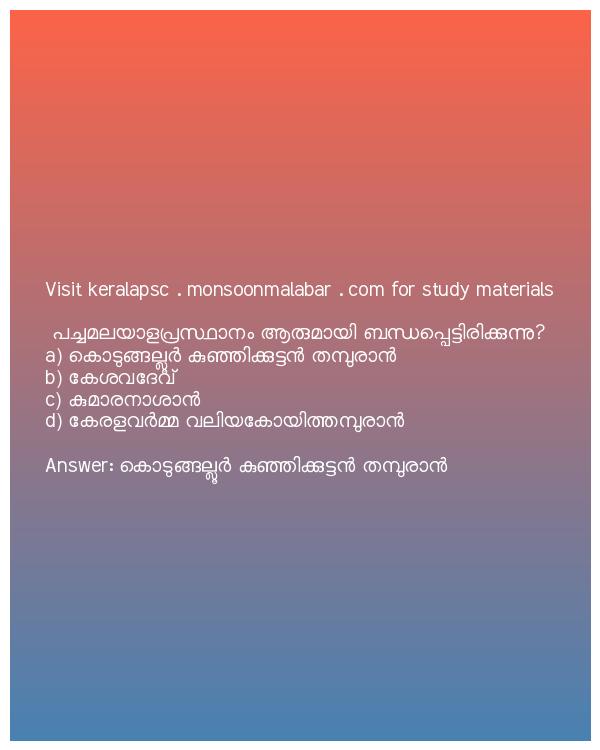 Visit keralapsc . monsoonmalabar . com for study materials
പച്ചമലയാളപ്രസ്ഥാനം ആരുമായി ബന്ധപ്പെട്ടിരിക്കുന്നു?
a) കൊടുങ്ങല്ലൂർ കുഞ്ഞിക്കുട്ടൻ തമ്പുരാൻ
b) കേശവദേവ്
c) കുമാരനാശാൻ
d) കേരളവർമ്മ വലിയകോയിത്തമ്പുരാൻ
Answer: കൊടുങ്ങല്ലൂർ കുഞ്ഞിക്കുട്ടൻ തമ്പുരാൻ